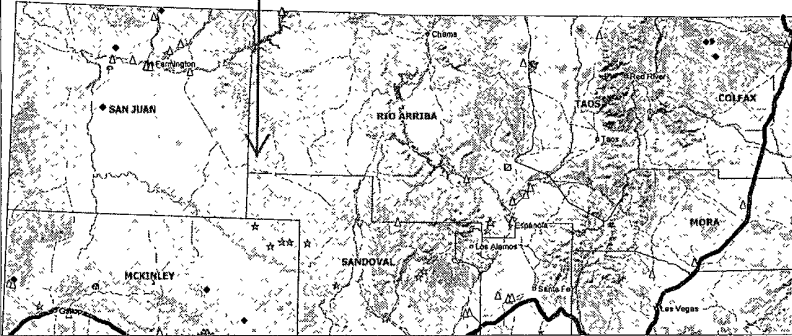 Chama
Farmington
Red River
SAN JUAN
COLFAX
TAOS
RIO ARRIBA
Taos
MORA
Espanola
Los Alamos
SANDOVAL
MCKINLEY
Santa Fe
Gallup
Las Vegas